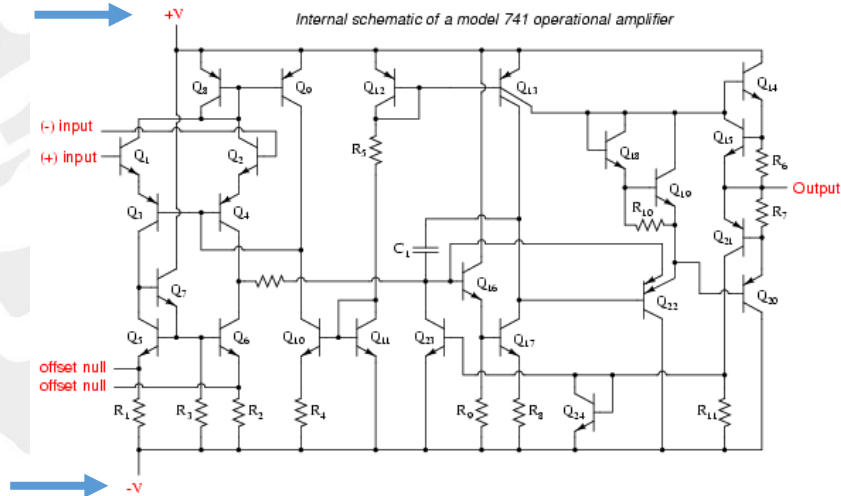 +V
Internal schematic of a model 741 operational amplifier
Q8
Q9
Q12
Q13
Q14
(-) input
(+) input
Q1
Q2
R5
Q18
Q15
R6
Q19
Output
Q3
Q4
R10
R7
C1
Q21
Q7
Q16
Q22
Q20
Q5
Q6
Q10
Q11
Q23
Q17
offset null
offset null
R1
R3
R2
R4
R9
R8
Q24
R11
-V